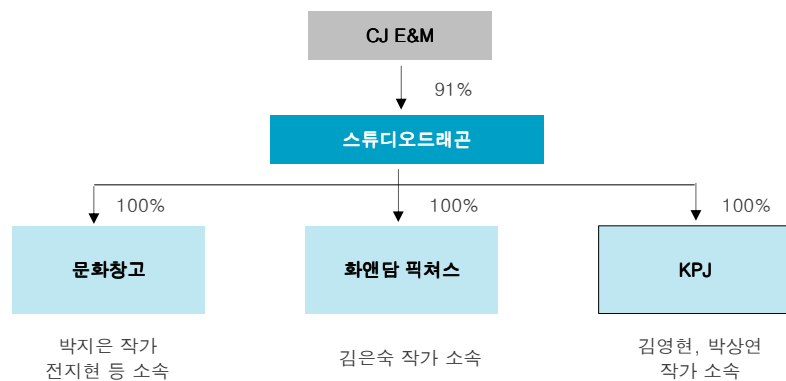 CJ E&M
91%
스튜디오드래곤
100%
100%
100%
문화창고
화앤담 픽쳐스
KPJ
박지은 작가
전지현 등 소속
김은숙 작가 소속
김영현, 박상연
작가 소속